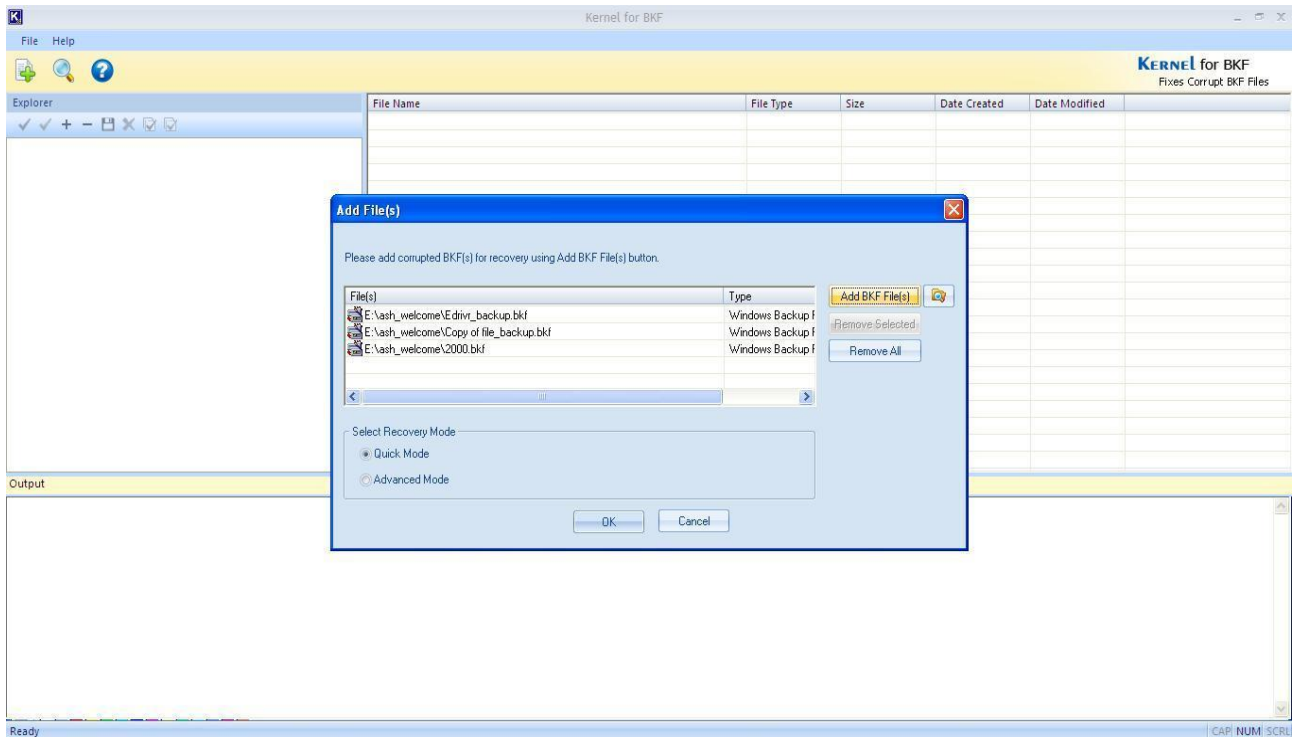 Kernel for BKF
File Help
KERNEL for BKF
Fixes Corrupt BKF Files
Explorer
File Name File Type Size Date Created Date Modified
Add File(s)
Please add corrupted BKF(s) for recovery using Add BKF File(s) button.
File(s) Type
Add BKF File(s)
E:\ash_welcome\Edrivr_backup.bkf Windows Backup F
E:\ash_welcome\Copy of file_backup.bkf Windows Backup F
Remove Selected
E:\ash_welcome\2000.bkf Windows Backup F
Remove All
Select Recovery Mode
Quick Mode
Advanced Mode
OK Cancel
Output
Ready CAP NUM SCRL